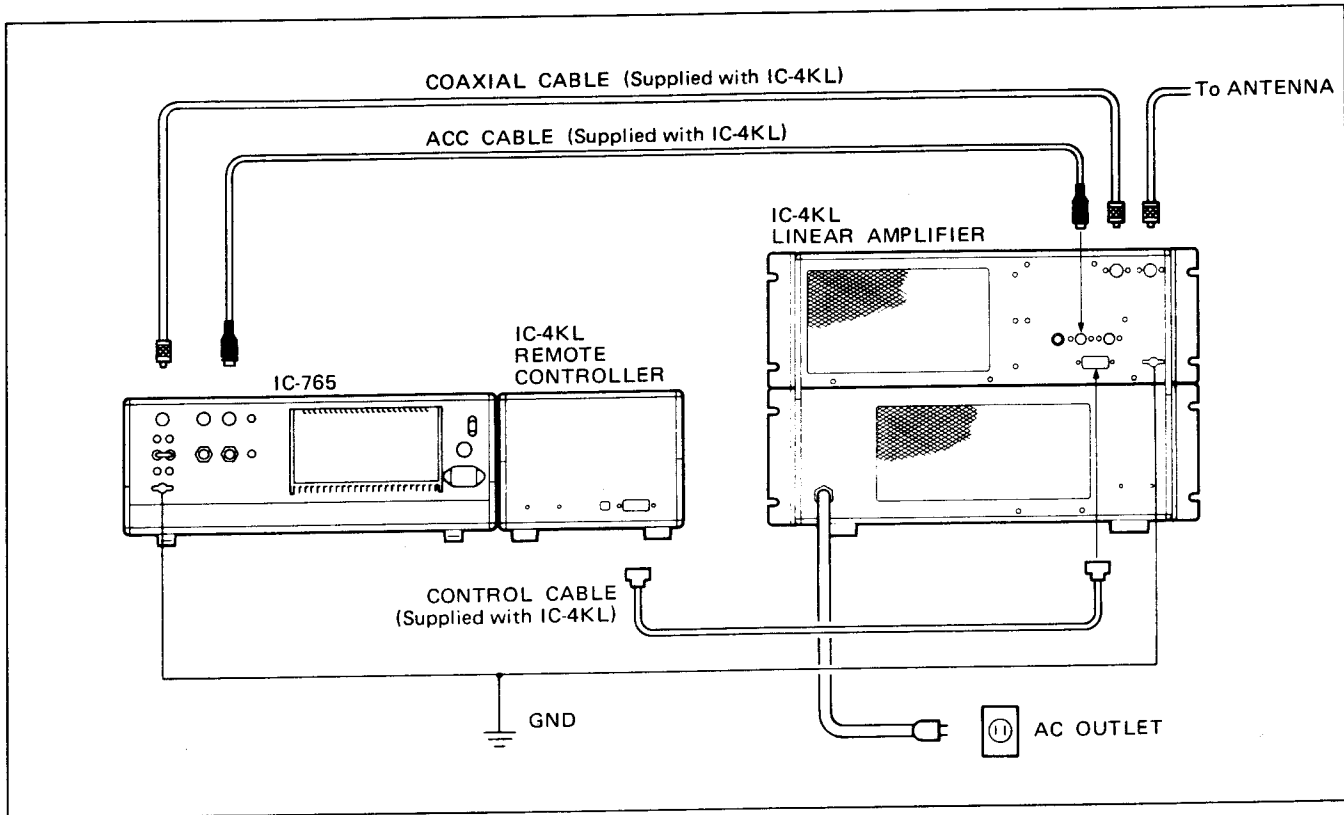 COAXIAL CABLE (Supplied with IC-4KL)
To ANTENNA
ACC CABLE (Supplied with IC-4KL)
IC-4KL
LINEAR AMPLIFIER
IC-4KL
REMOTE
CONTROLLER
IC-765
CONTROL CABLE
(Supplied with IC-4KL)
GND
AC OUTLET